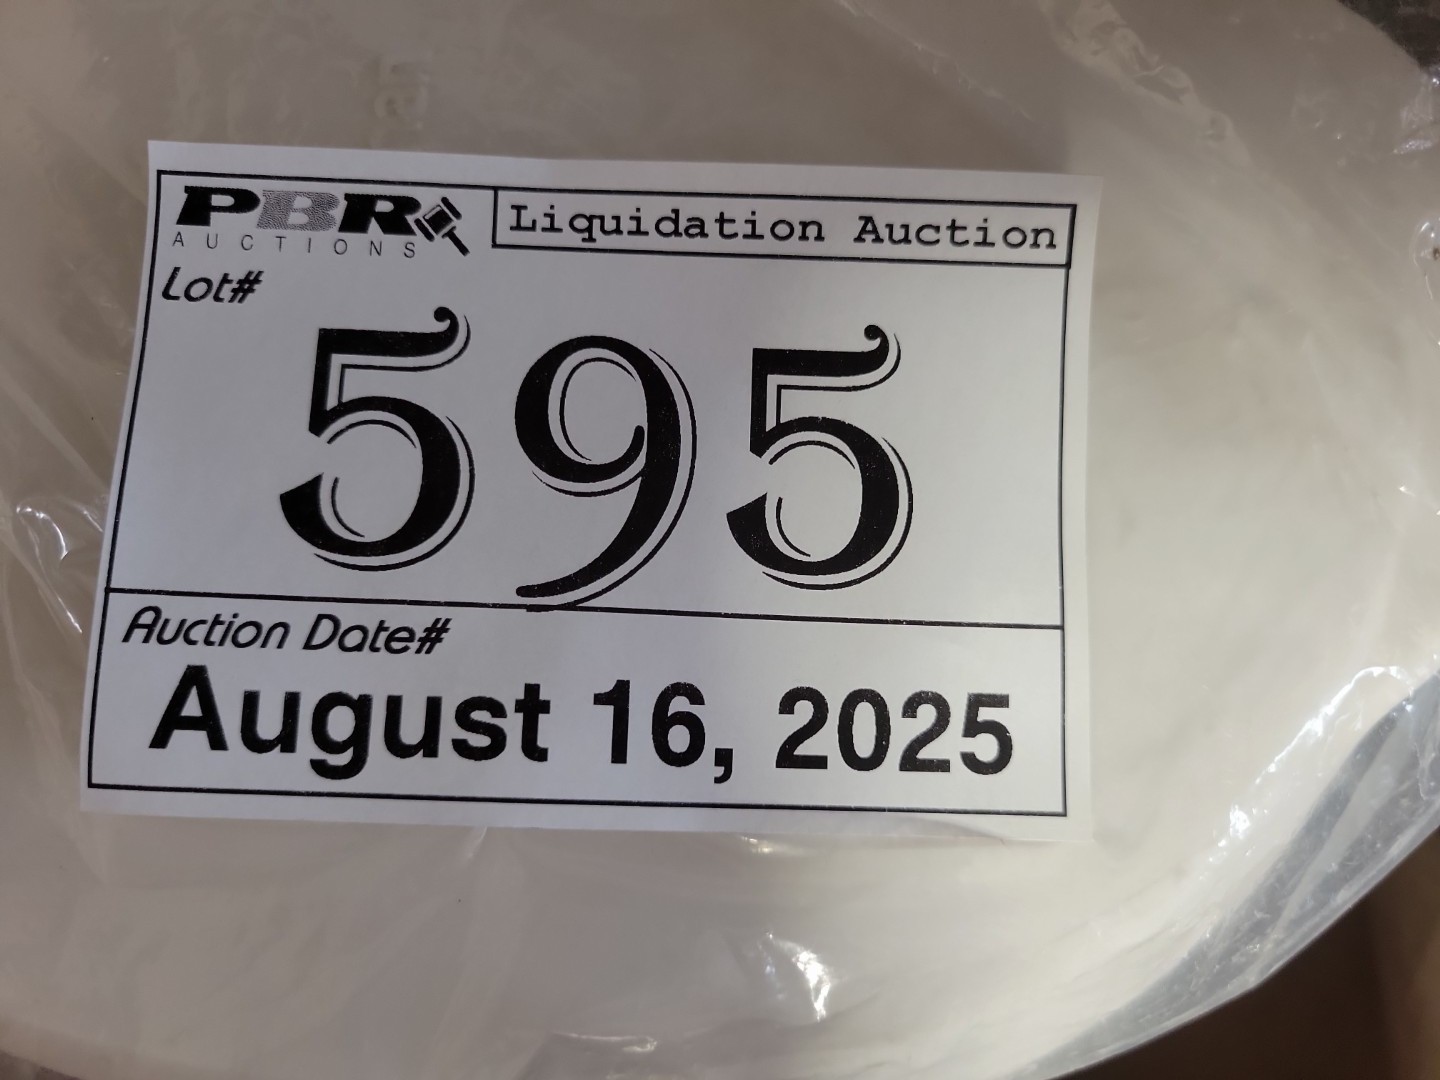 PBR
AUCTIONS
Liquidation Auction
Lot#
595
Auction Date#
August 16, 2025